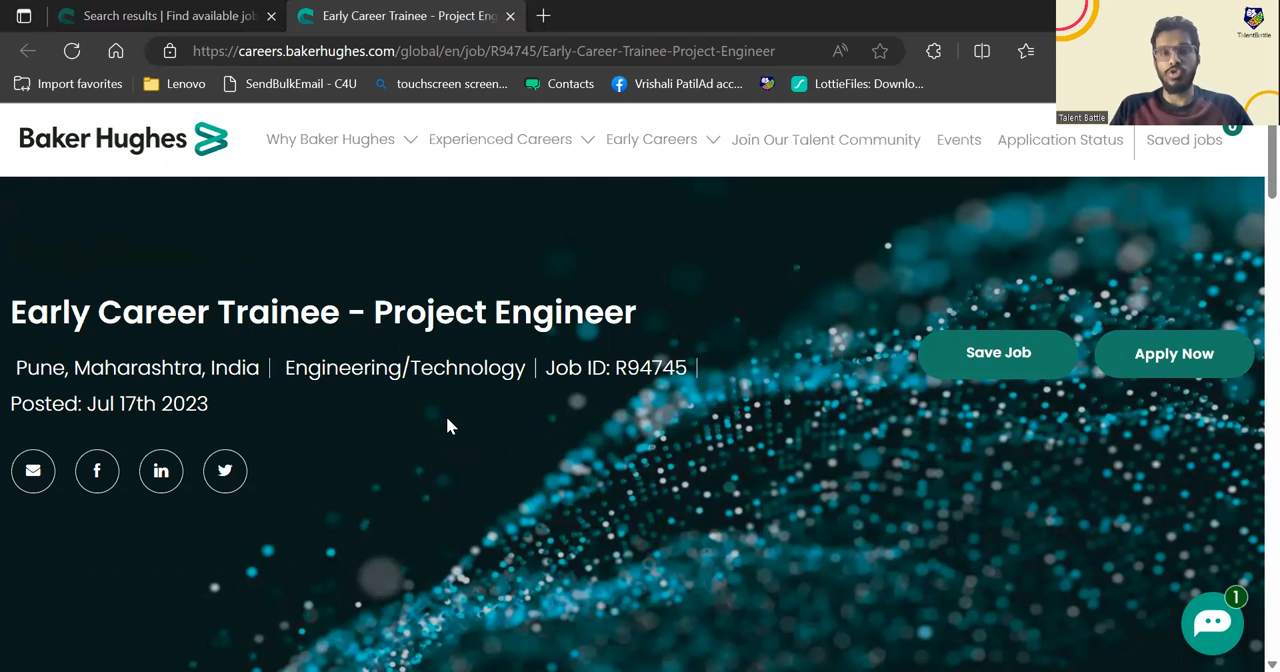 Search results | Find available jo
Early Career Trainee - Project Eng
https://careers.bakerhughes.com/global/en/job/R94745/Early-Career-Trainee-Project-Engineer
Import favorites
Lenovo
SendBulkEmail - C4U
touchscreen screen...
Contacts
Vrishali PatilAd acc...
LottieFiles: Downlo...
TalentBattle
Talent Battle
Baker Hughes
Why Baker Hughes
Experienced Careers
Early Careers
Join Our Talent Community
Events
Application Status
Saved jobs
Early Career Trainee - Project Engineer
Save Job
Apply Now
Pune, Maharashtra, India
Engineering/Technology
Job ID: R94745
Posted: Jul 17th 2023
1